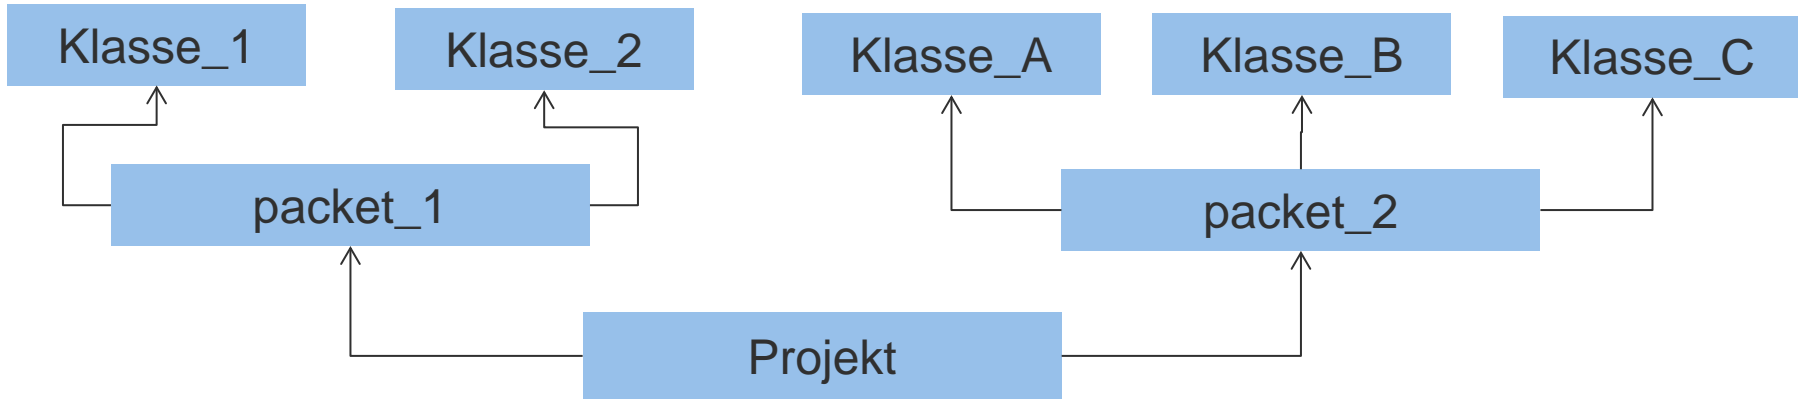 Klasse_1
Klasse_2
Klasse_A
Klasse_B
Klasse_C
packet_1
packet_2
Projekt